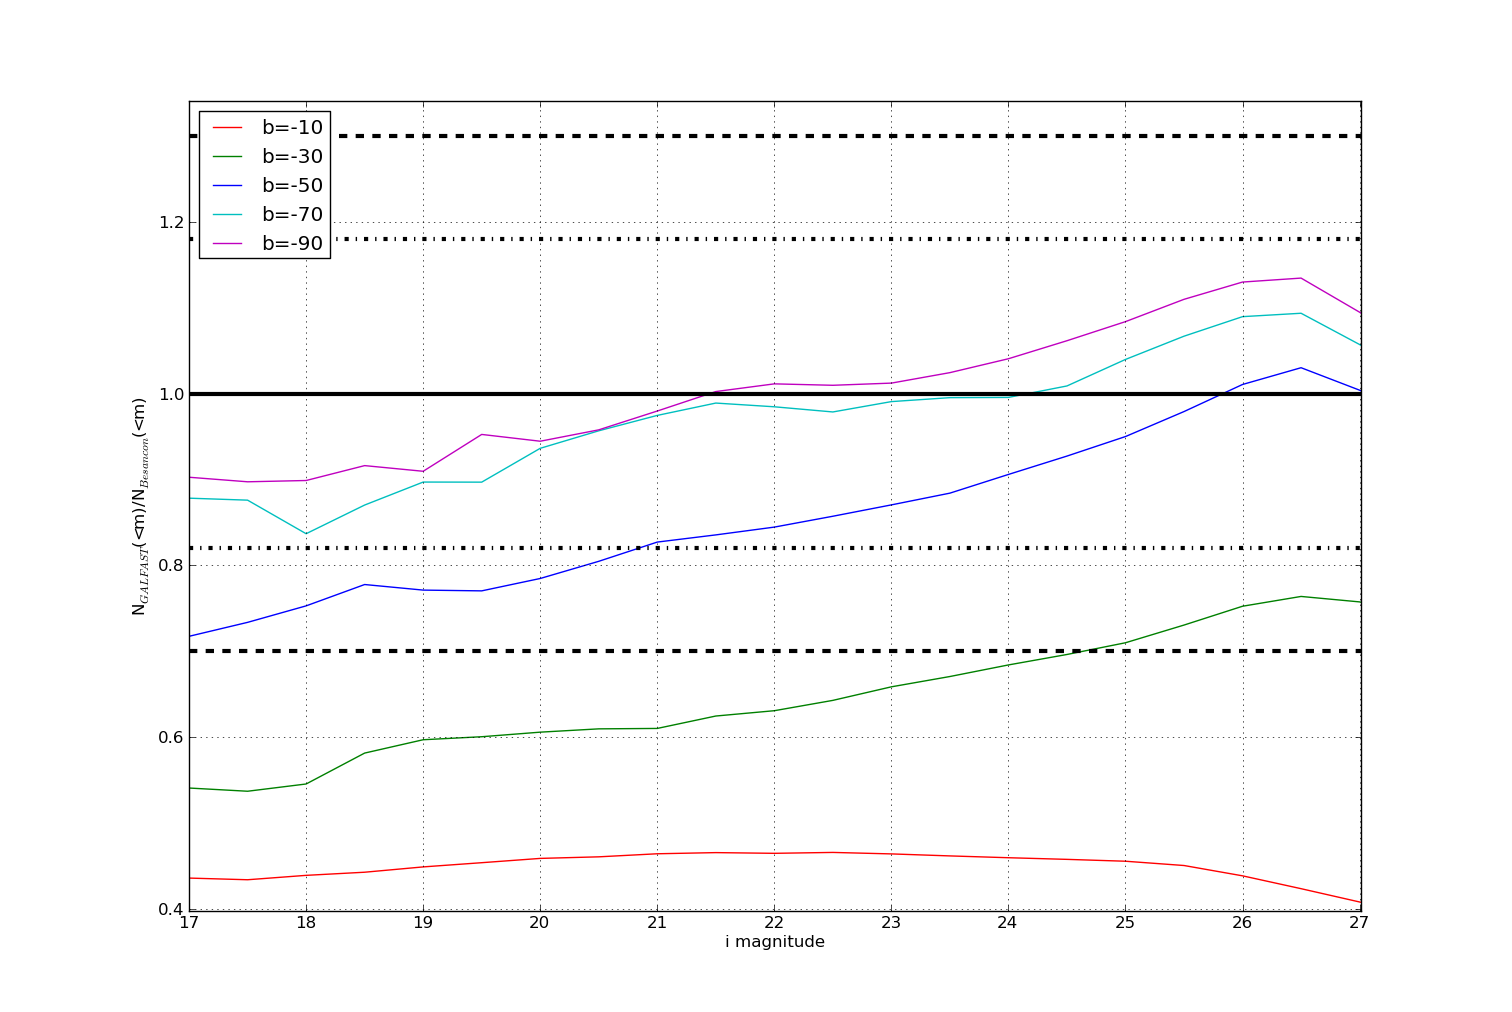 b=-10
b=-30
b=-50
b=-70
b=-90
1.2
1.0
0.8
0.6
0.4
N_GALFAST(<m)/N_Besancon(<m)
17 18 19 20 21 22 23 24 25 26 27
i magnitude